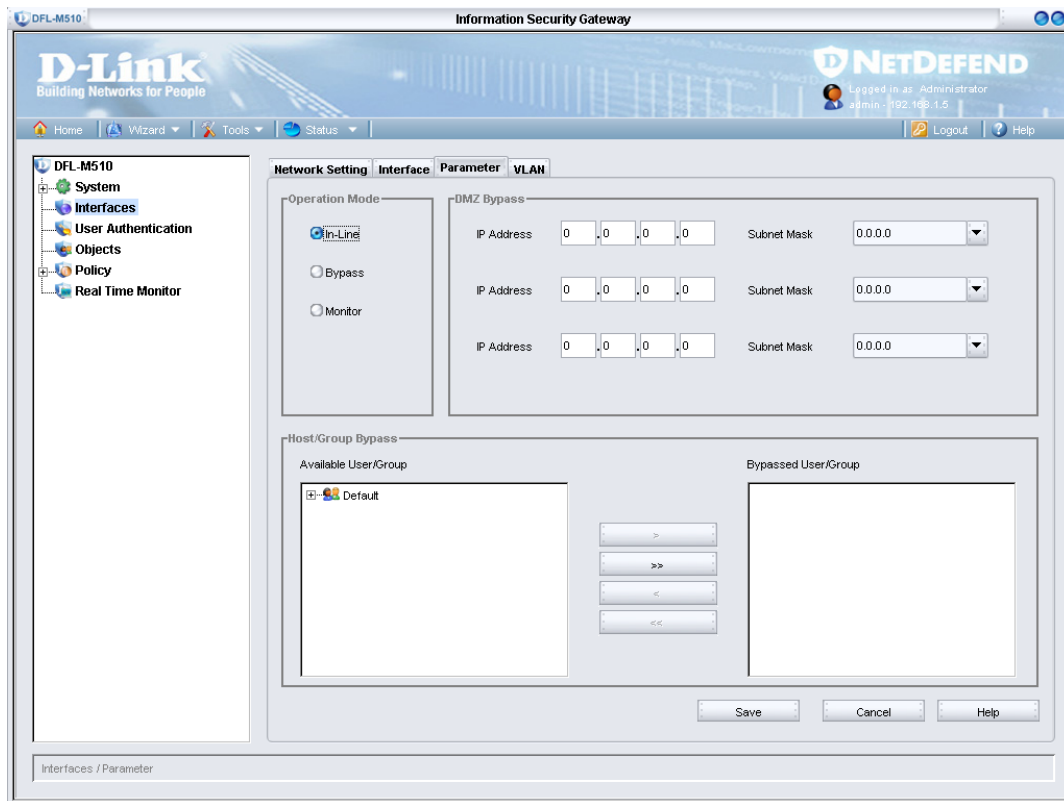 DFL-M510
Information Security Gateway
D-Link
Building Networks for People
NETDEFEND
Logged in as Administrator
admin - 192.168.1.5
Home Wizard Tools Status Logout Help
DFL-M510
System
Interfaces
User Authentication
Objects
Policy
Real Time Monitor
Network Setting Interface Parameter VLAN
Operation Mode
In-Line
Bypass
Monitor
DMZ Bypass
IP Address 0 . 0 . 0 . 0 Subnet Mask 0.0.0.0
IP Address 0 . 0 . 0 . 0 Subnet Mask 0.0.0.0
IP Address 0 . 0 . 0 . 0 Subnet Mask 0.0.0.0
Host/Group Bypass
Available User/Group Bypassed User/Group
Default
>
>>
<
<<
Save Cancel Help
Interfaces / Parameter